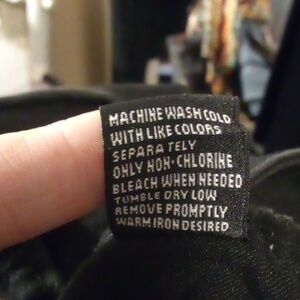 MACHINE WASH COLD
WITH LIKE COLORS
SEPARATELY
ONLY NON-CHLORINE
BLEACH WHEN NEEDED
TUMBLE DRY LOW
REMOVE PROMPTLY
WARM IRON DESIRED